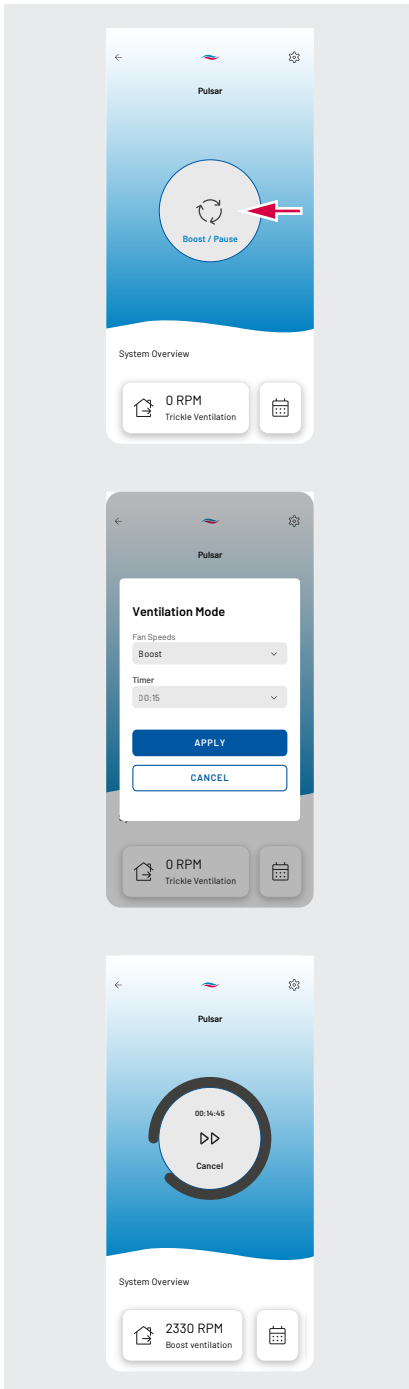 Pulsar
Boost / Pause
System Overview
0 RPM
Trickle Ventilation
Pulsar
Ventilation Mode
Fan Speeds
Boost
Timer
00:15
APPLY
CANCEL
0 RPM
Trickle Ventilation
Pulsar
00:14:45
Cancel
System Overview
2330 RPM
Boost ventilation